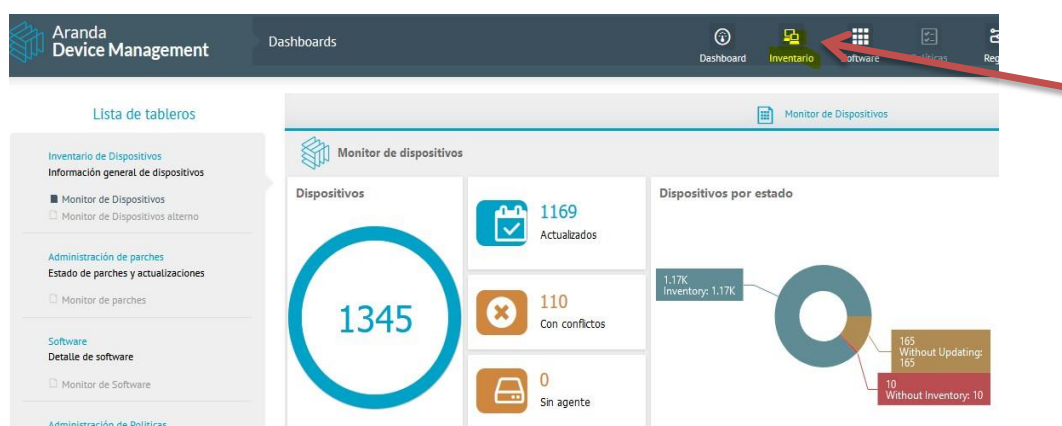 Aranda
Device Management
Dashboards
Dashboard
Inventario
Software
Políticas
Reg
Lista de tableros
Inventario de Dispositivos
Información general de dispositivos
Monitor de Dispositivos
Monitor de Dispositivos alterno
Administración de parches
Estado de parches y actualizaciones
Monitor de parches
Software
Detalle de software
Monitor de Software
Administración de Políticas
Monitor de Dispositivos
Monitor de dispositivos
Dispositivos
1345
1169
Actualizados
110
Con conflictos
0
Sin agente
Dispositivos por estado
1.17K
Inventory: 1.17K
165
Without Updating:
165
10
Without Inventory: 10